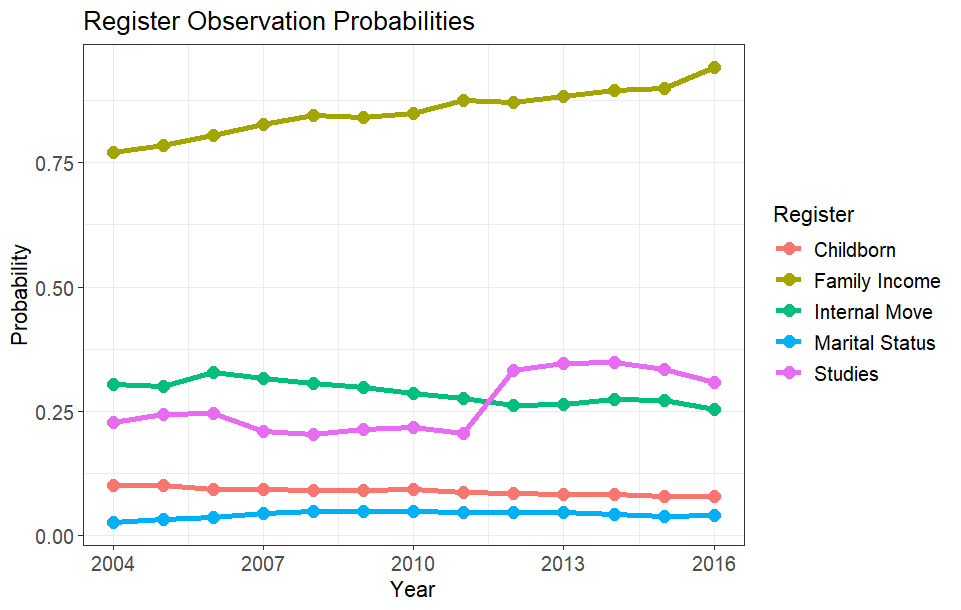 Register Observation Probabilities
Probability
0.75
0.50
0.25
0.00
2004 2007 2010 2013 2016
Year
Register
Childborn
Family Income
Internal Move
Marital Status
Studies